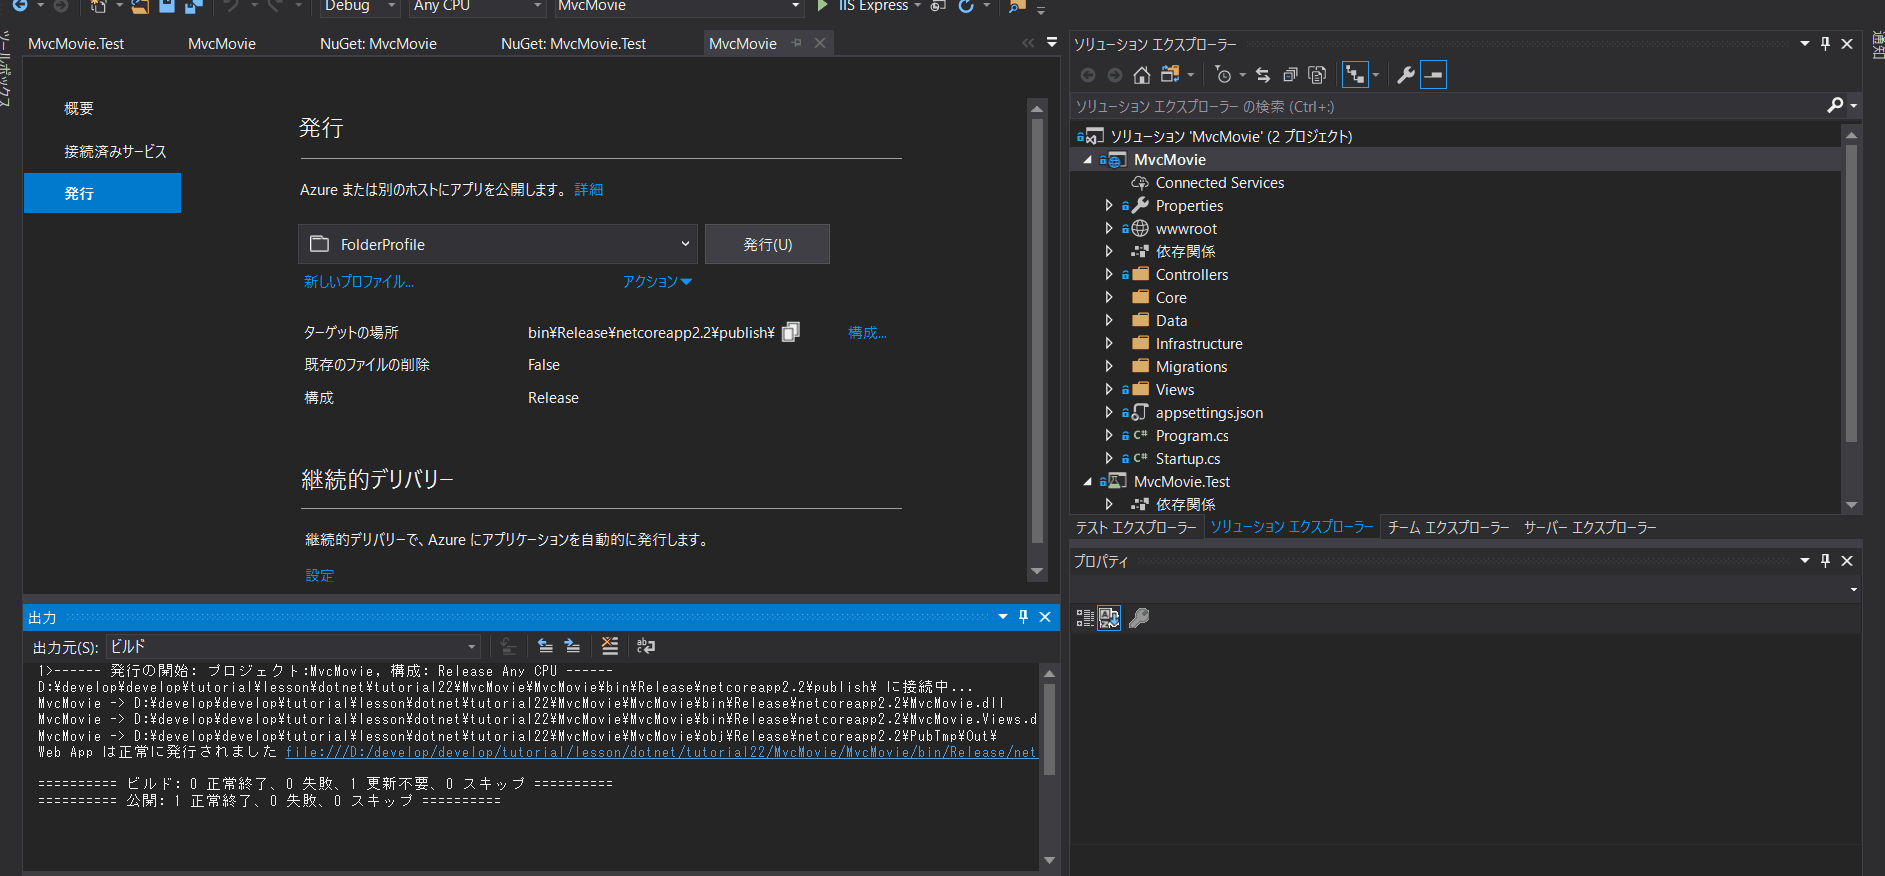 Debug Any CPU MvcMovie IIS Express
ツールボックス
MvcMovie.Test MvcMovie NuGet: MvcMovie NuGet: MvcMovie.Test MvcMovie
概要
接続済みサービス
発行
発行
Azure または別のホストにアプリを公開します。 詳細
FolderProfile 発行(U)
新しいプロファイル... アクション
ターゲットの場所 bin¥Release¥netcoreapp2.2¥publish¥ 構成...
既存のファイルの削除 False
構成 Release
継続的デリバリー
継続的デリバリーで、Azure にアプリケーションを自動的に発行します。
設定
出力
出力元(S): ビルド
1>------ 発行の開始: プロジェクト:MvcMovie, 構成: Release Any CPU ------
D:¥develop¥develop¥tutorial¥lesson¥dotnet¥tutorial22¥MvcMovie¥MvcMovie¥bin¥Release¥netcoreapp2.2¥publish¥ に接続中...
MvcMovie -> D:¥develop¥develop¥tutorial¥lesson¥dotnet¥tutorial22¥MvcMovie¥MvcMovie¥bin¥Release¥netcoreapp2.2¥MvcMovie.dll
MvcMovie -> D:¥develop¥develop¥tutorial¥lesson¥dotnet¥tutorial22¥MvcMovie¥MvcMovie¥bin¥Release¥netcoreapp2.2¥MvcMovie.Views.d
MvcMovie -> D:¥develop¥develop¥tutorial¥lesson¥dotnet¥tutorial22¥MvcMovie¥MvcMovie¥obj¥Release¥netcoreapp2.2¥PubTmp¥Out¥
Web App は正常に発行されました file:///D:/develop/develop/tutorial/lesson/dotnet/tutorial22/MvcMovie/MvcMovie/bin/Release/net
========== ビルド: 0 正常終了、0 失敗、1 更新不要、0 スキップ ==========
========== 公開: 1 正常終了、0 失敗、0 スキップ ==========
ソリューション エクスプローラー
ソリューション エクスプローラー の検索 (Ctrl+:)
ソリューション 'MvcMovie' (2 プロジェクト)
MvcMovie
Connected Services
Properties
wwwroot
依存関係
Controllers
Core
Data
Infrastructure
Migrations
Views
appsettings.json
C# Program.cs
C# Startup.cs
MvcMovie.Test
依存関係
テスト エクスプローラー ソリューション エクスプローラー チーム エクスプローラー サーバー エクスプローラー
プロパティ
通知